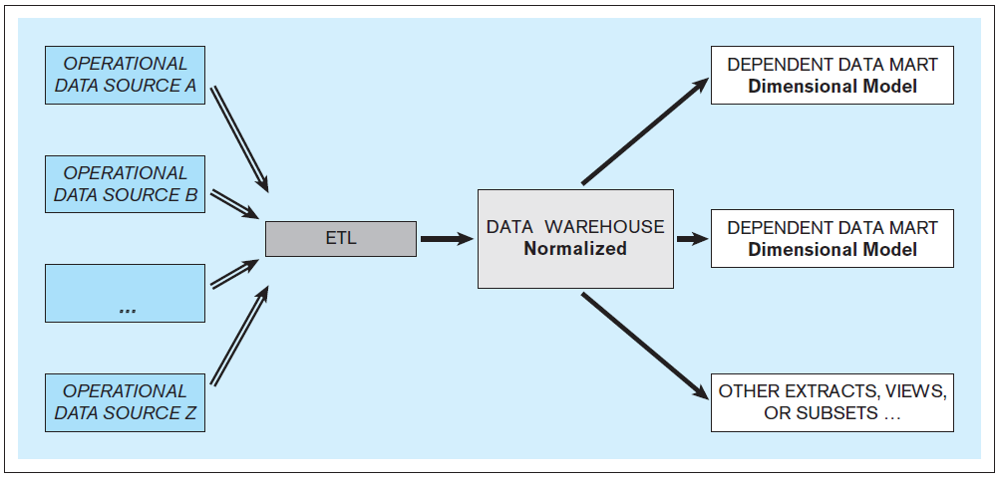 OPERATIONAL
DATA SOURCE A
OPERATIONAL
DATA SOURCE B
...
OPERATIONAL
DATA SOURCE Z
ETL
DATA WAREHOUSE
Normalized
DEPENDENT DATA MART
Dimensional Model
DEPENDENT DATA MART
Dimensional Model
OTHER EXTRACTS, VIEWS,
OR SUBSETS …